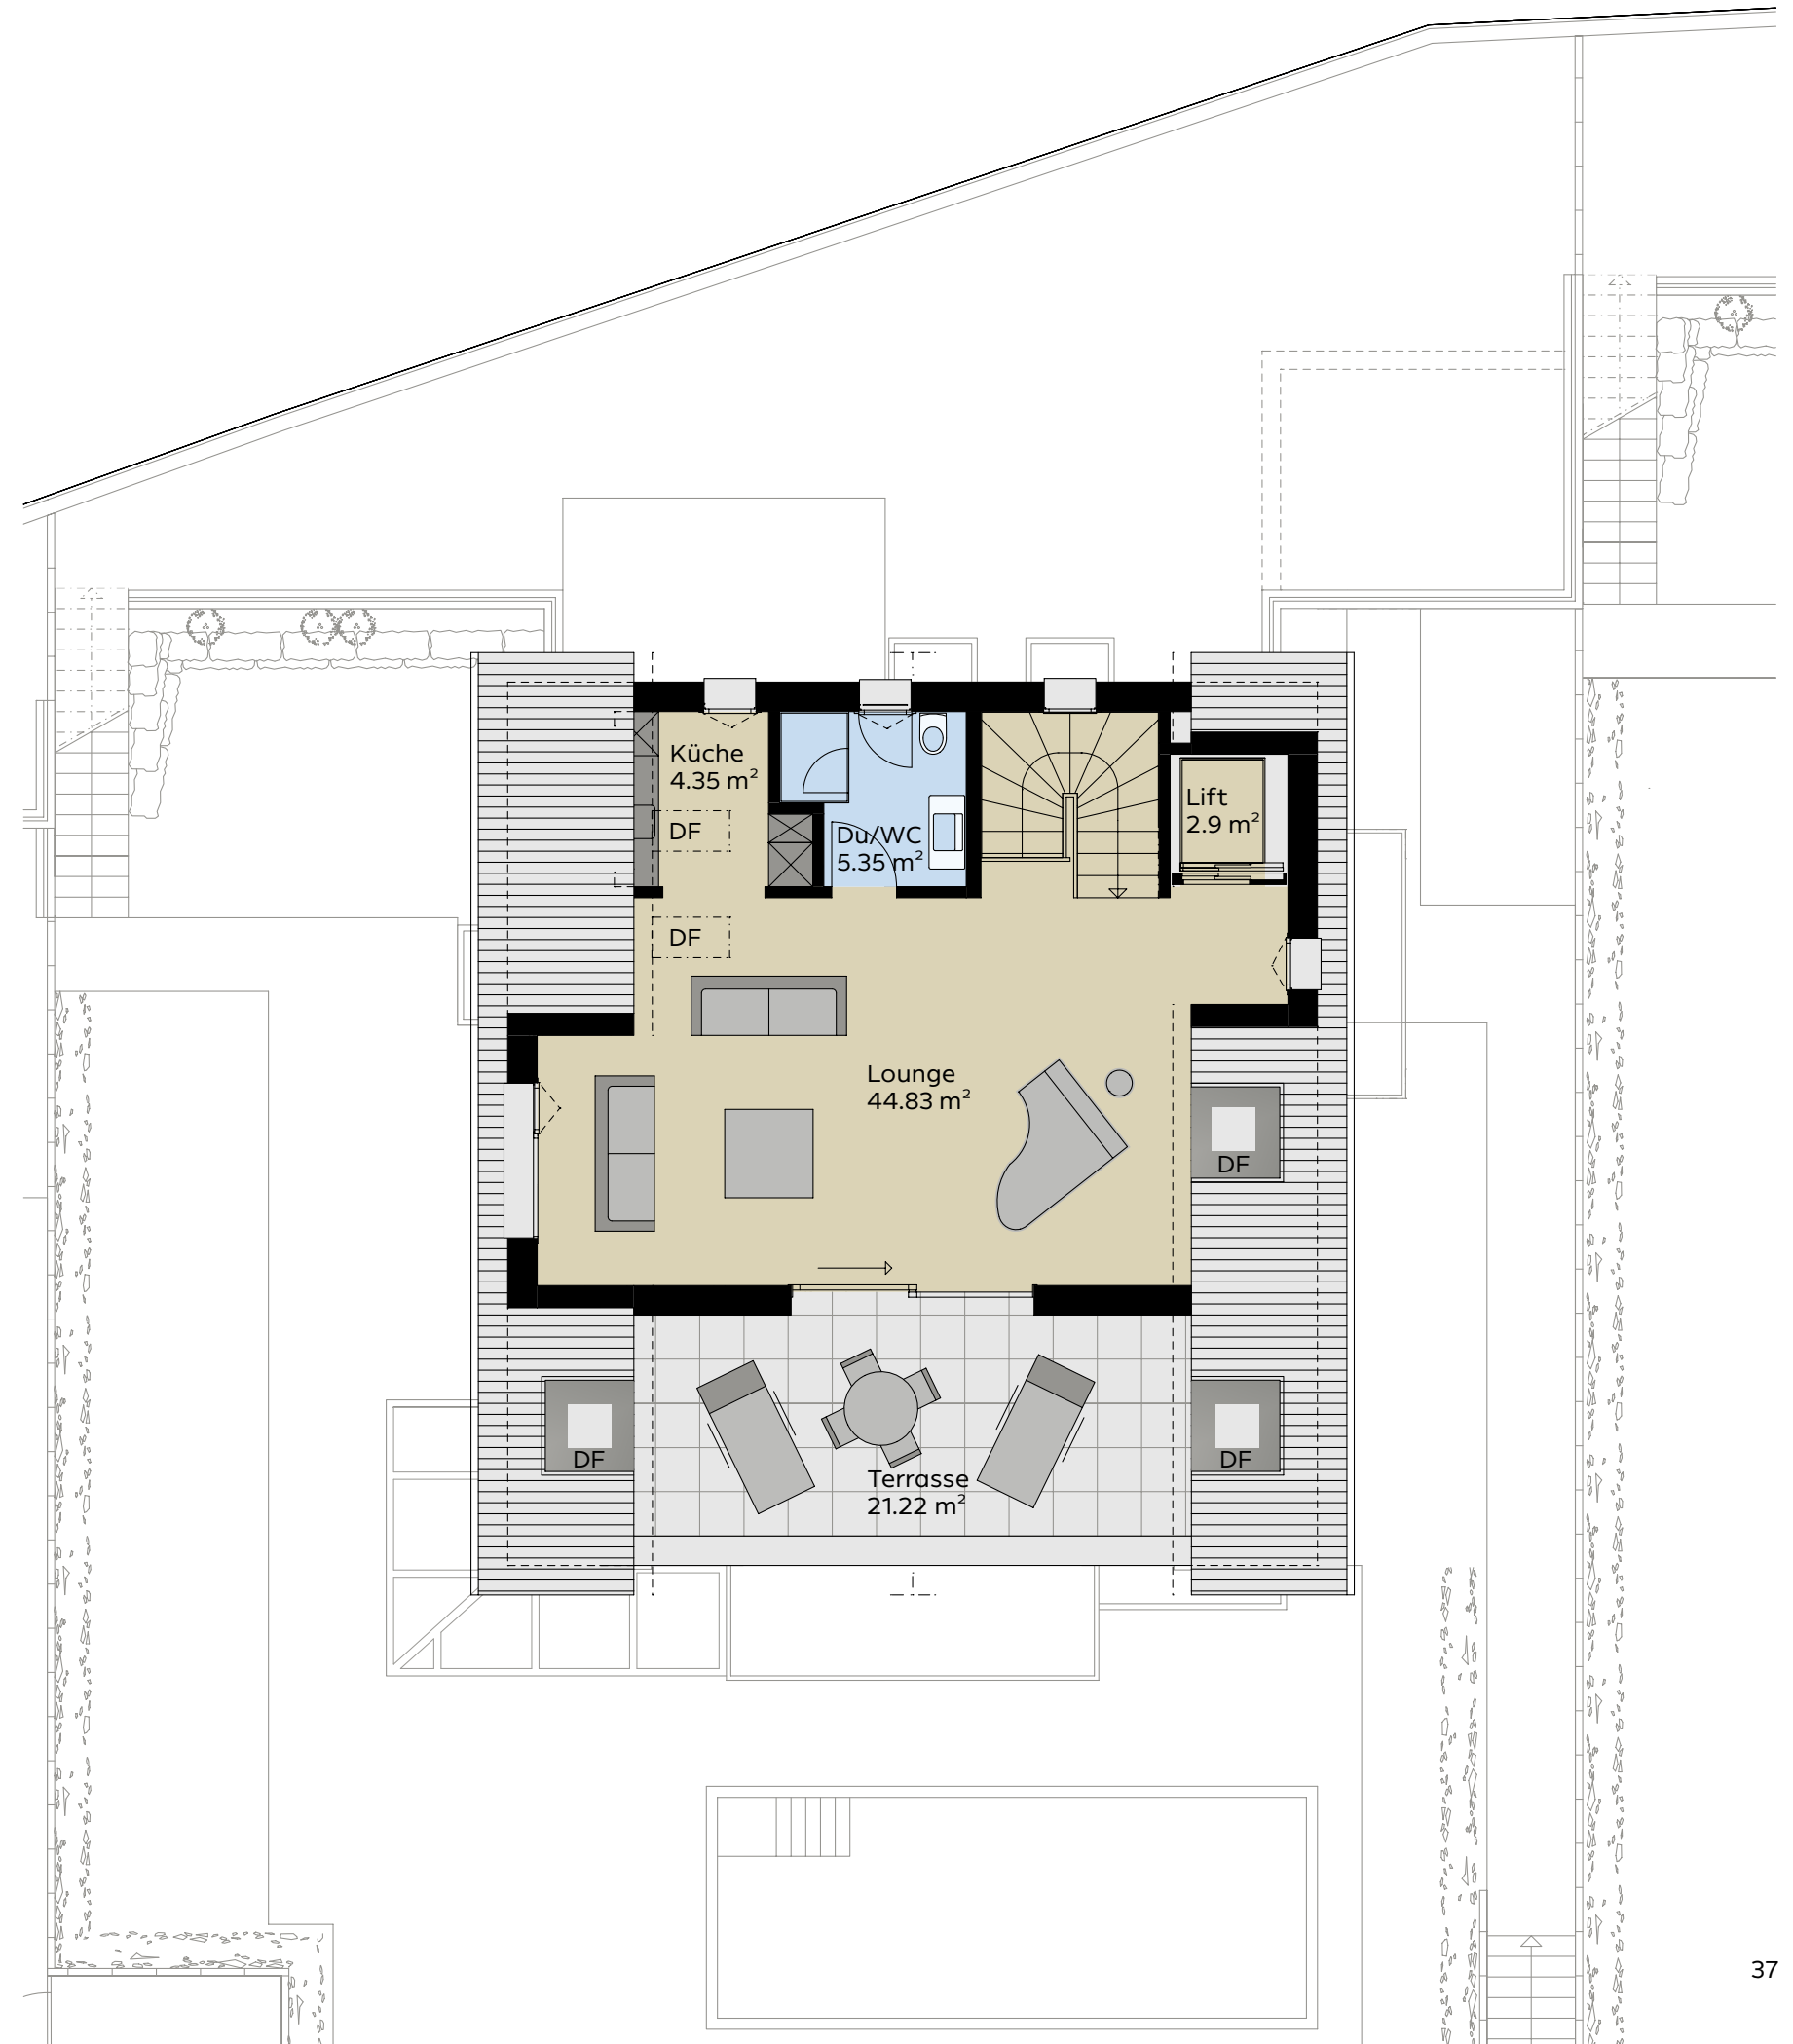 Küche
4.35 m²
DF
Du/WC
5.35 m²
Lift
2.9 m²
DF
Lounge
44.83 m²
DF
DF
DF
Terrasse
21.22 m²
37